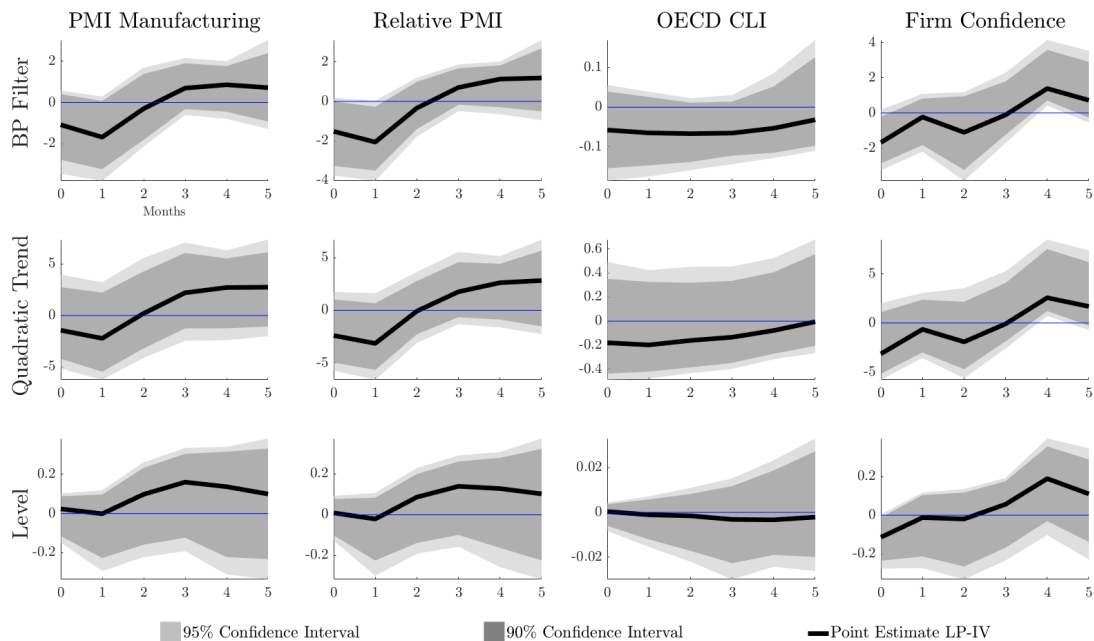 PMI Manufacturing Relative PMI OECD CLI Firm Confidence
BP Filter
2
0
-2
0 1 2 3 4 5
Months
2
0
-2
-4
0 1 2 3 4 5
0.1
0
-0.1
0 1 2 3 4 5
4
2
0
-2
0 1 2 3 4 5
Quadratic Trend
5
0
-5
0 1 2 3 4 5
5
0
-5
0 1 2 3 4 5
0.6
0.4
0.2
0
-0.2
-0.4
0 1 2 3 4 5
5
0
-5
0 1 2 3 4 5
Level
0.2
0
-0.2
0 1 2 3 4 5
0.2
0
-0.2
0 1 2 3 4 5
0.02
0
-0.02
0 1 2 3 4 5
0.2
0
-0.2
0 1 2 3 4 5
95% Confidence Interval 90% Confidence Interval Point Estimate LP-IV